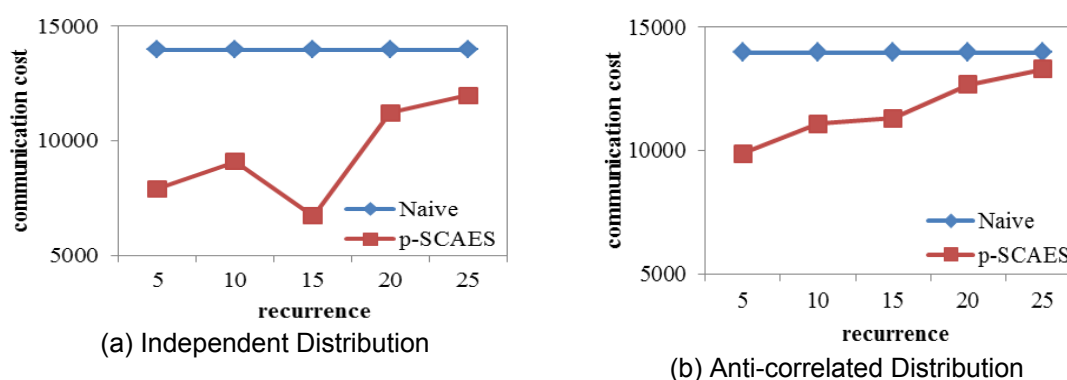 15000
10000
5000
communication cost
Naive
p-SCAES
5 10 15 20 25
recurrence
(a) Independent Distribution
15000
10000
5000
communication cost
Naive
p-SCAES
5 10 15 20 25
recurrence
(b) Anti-correlated Distribution